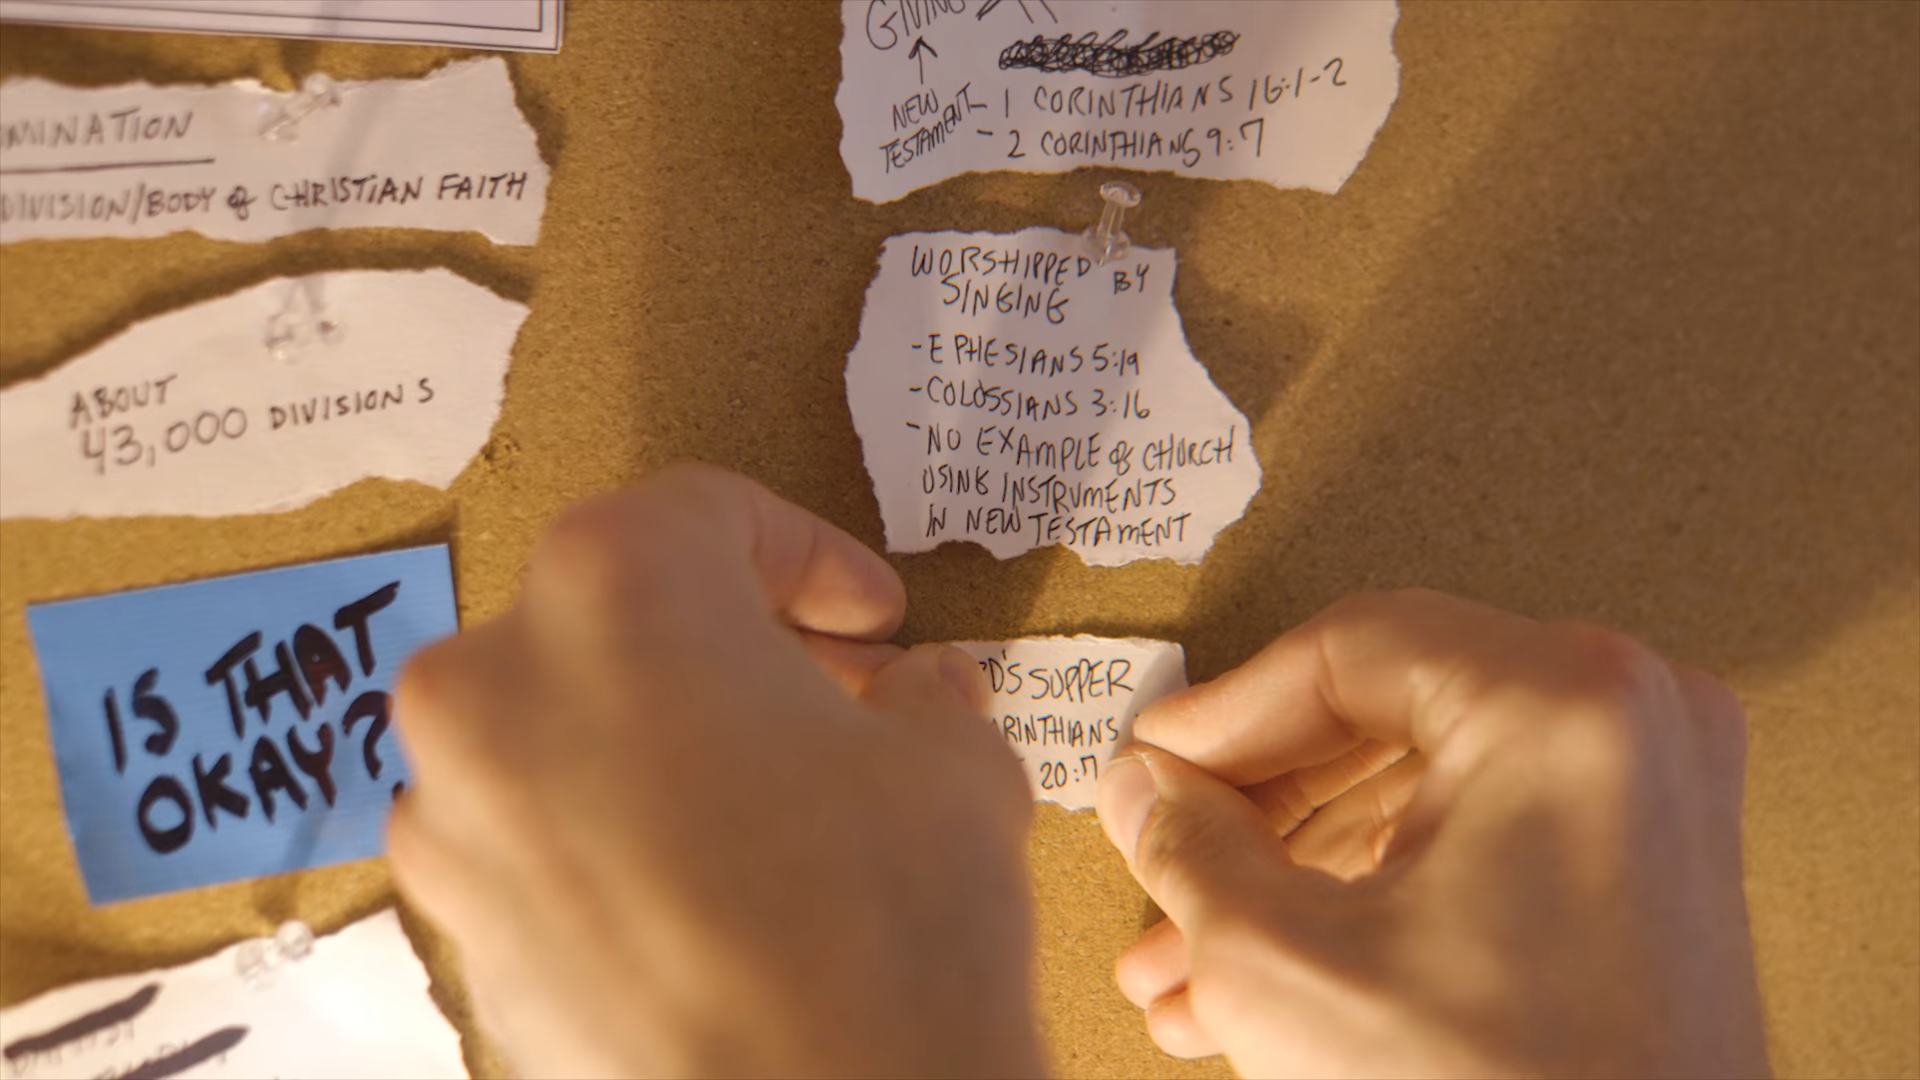 MINATION
DIVISION/BODY of CHRISTIAN FAITH
ABOUT
43,000 DIVISIONS
IS THAT
OKAY?
GIVING
NEW
TESTAMENT
- 1 CORINTHIANS 16:1-2
- 2 CORINTHIANS 9:7
WORSHIPPED BY
SINGING
-EPHESIANS 5:19
-COLOSSIANS 3:16
-NO EXAMPLE of CHURCH
USING INSTRUMENTS
IN NEW TESTAMENT
D'S SUPPER
RINTHIANS
20:7